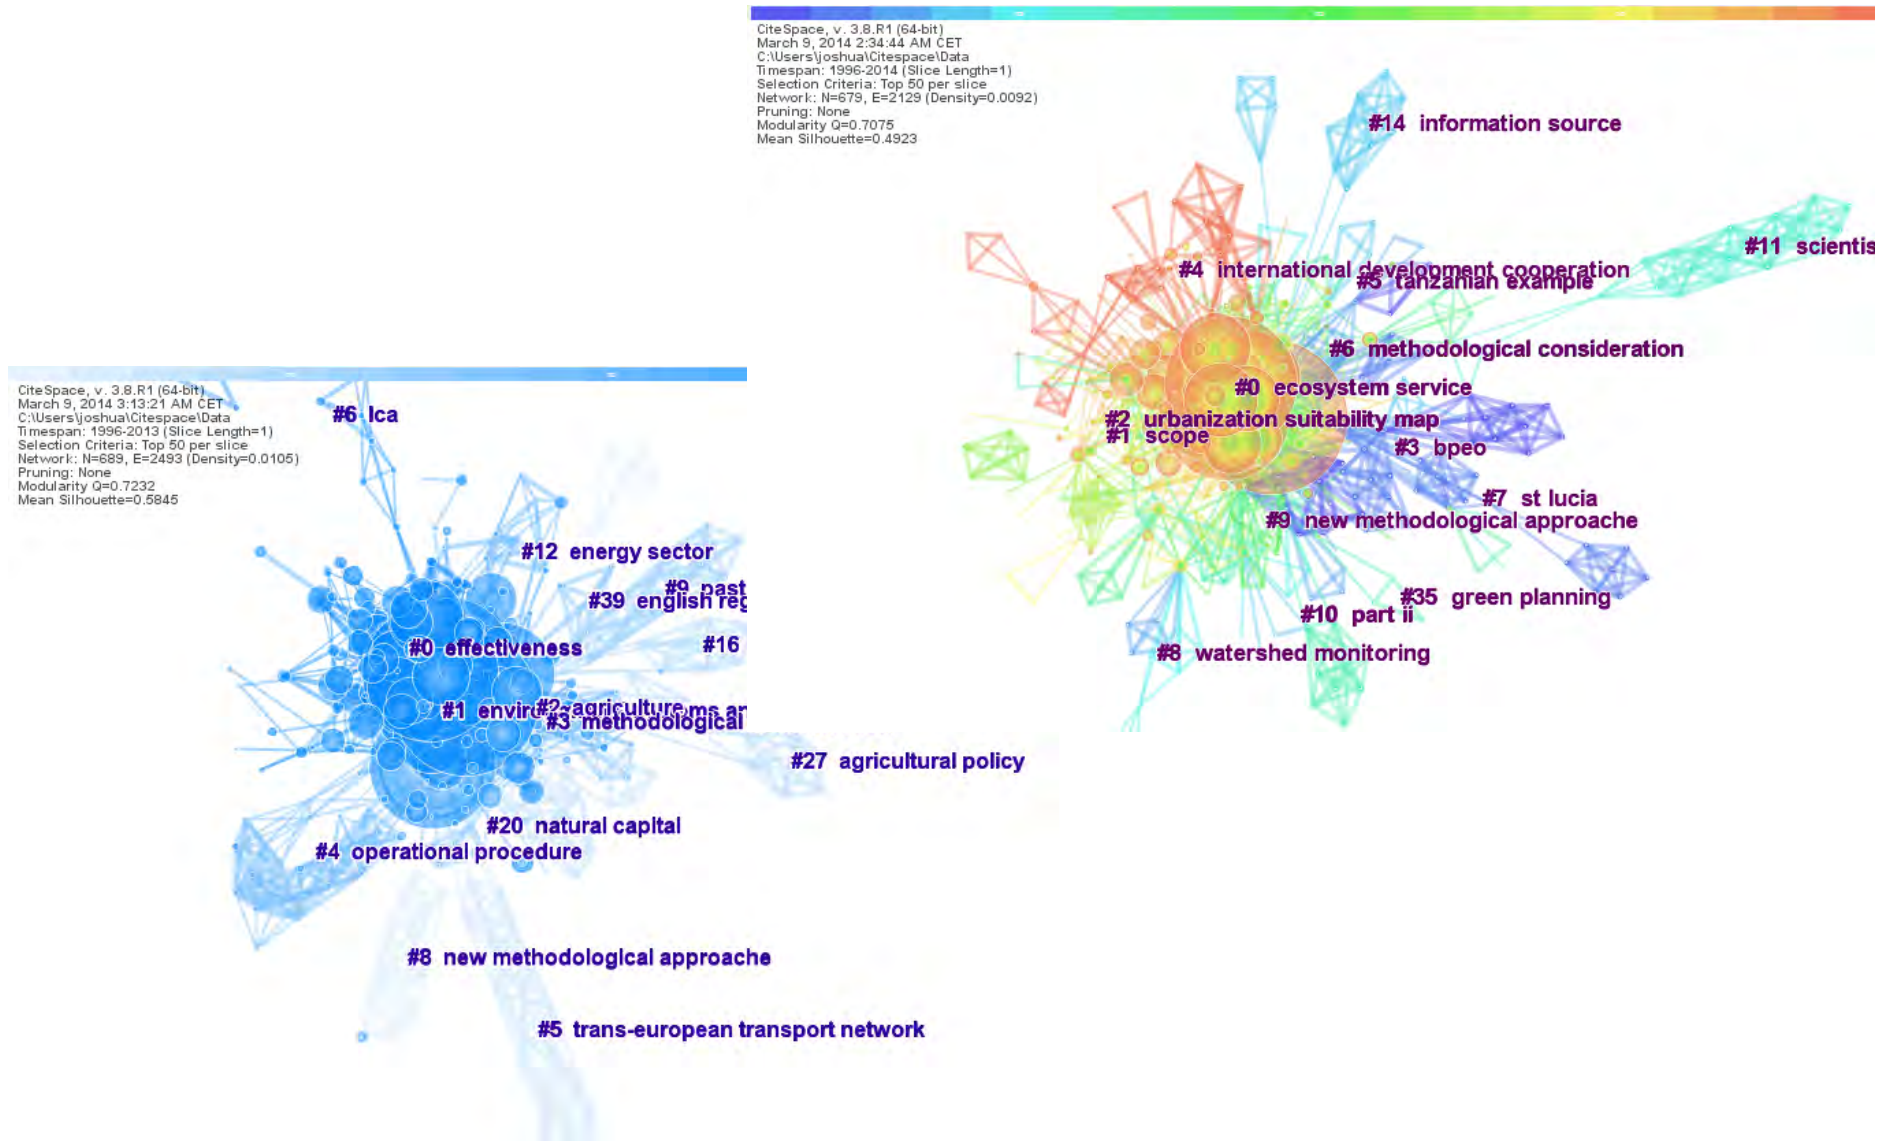 CiteSpace, v. 3.8.R1 (64-bit)
March 9, 2014 2:34:44 AM CET
C:\Users\joshua\Citespace\Data
Timespan: 1996-2014 (Slice Length=1)
Selection Criteria: Top 50 per slice
Network: N=679, E=2129 (Density=0.0092)
Pruning: None
Modularity Q=0.7075
Mean Silhouette=0.4923
#14 information source
#11 scientis
#4 international development cooperation
#5 tanzanian example
#6 methodological consideration
#0 ecosystem service
#2 urbanization suitability map
#1 scope
#3 bpeo
#7 st lucia
#9 new methodological approache
#35 green planning
#10 part ii
#8 watershed monitoring
CiteSpace, v. 3.8.R1 (64-bit)
March 9, 2014 3:13:21 AM CET
C:\Users\joshua\Citespace\Data
Timespan: 1996-2013 (Slice Length=1)
Selection Criteria: Top 50 per slice
Network: N=689, E=2493 (Density=0.0105)
Pruning: None
Modularity Q=0.7232
Mean Silhouette=0.5845
#6 lca
#12 energy sector
#9 past
#39 english reg
#16
#0 effectiveness
#1 envir
#2 agriculture
ms an
#3 methodological
#27 agricultural policy
#20 natural capital
#4 operational procedure
#8 new methodological approache
#5 trans-european transport network